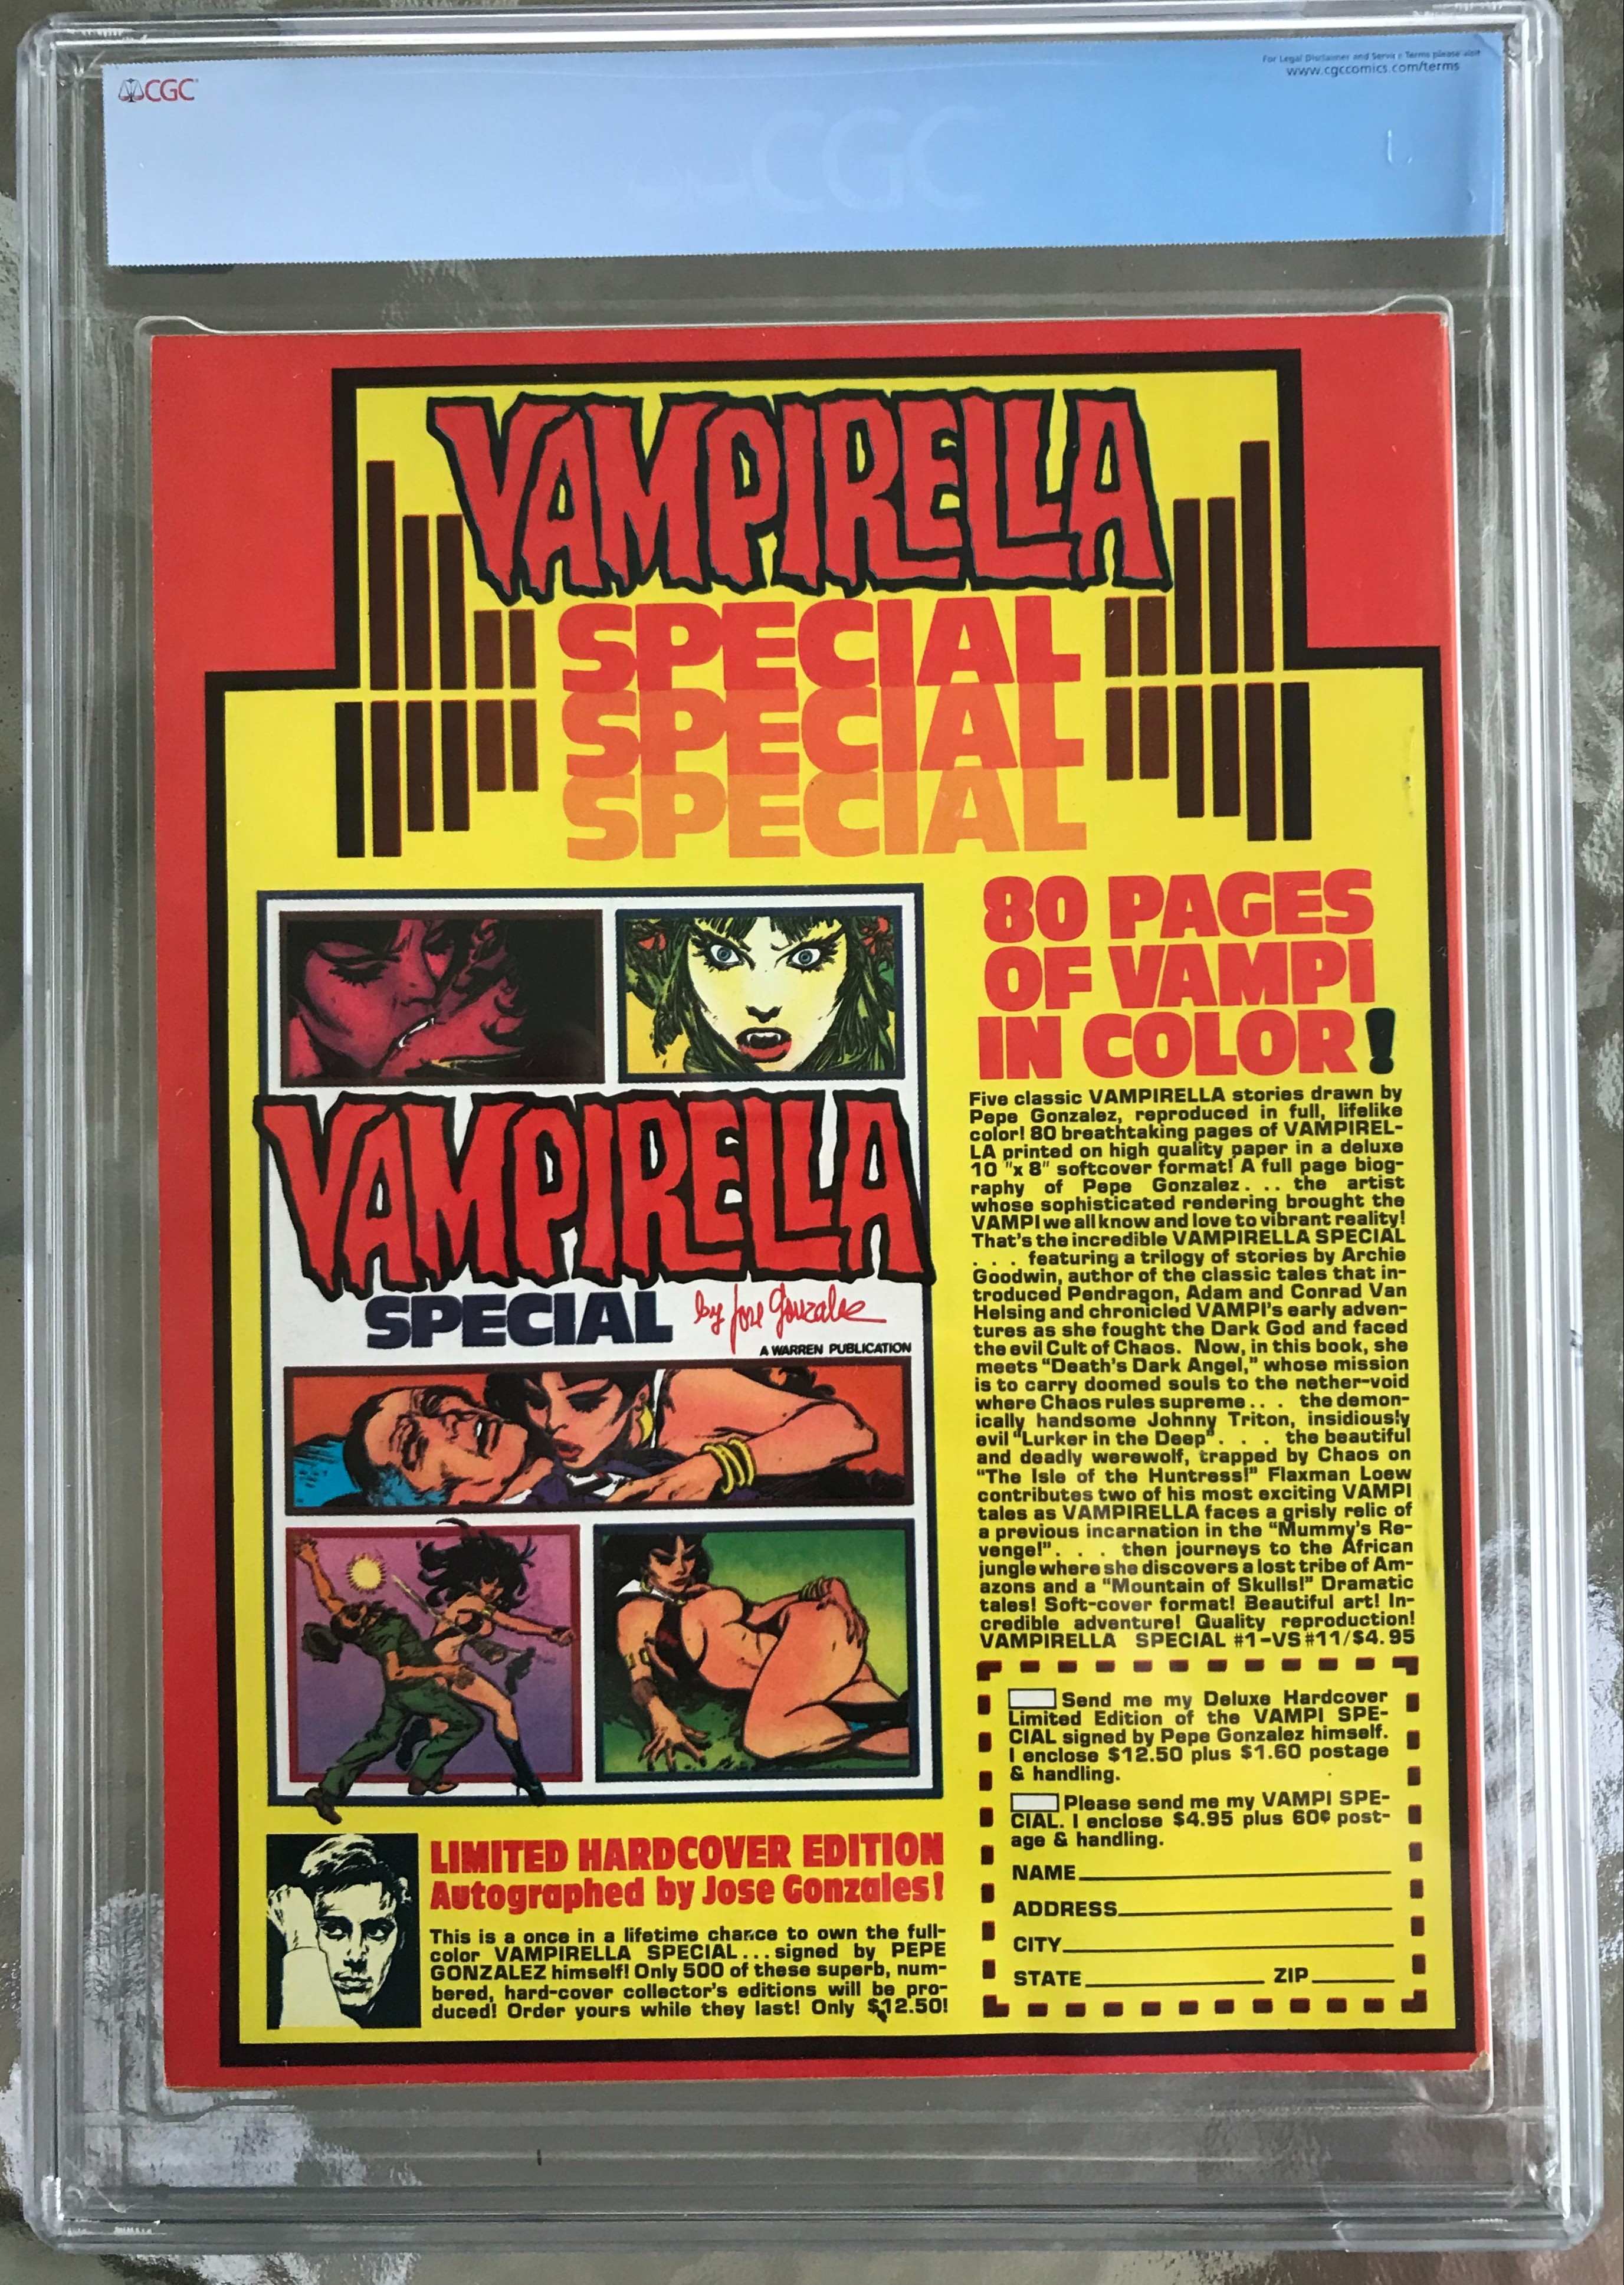 CGC
For Legal Disclaimer and Service Terms please visit
www.cgccomics.com/terms
CGC
VAMPIRELLA
SPECIAL
SPECIAL
SPECIAL
80 PAGES
OF VAMPI
IN COLOR!
Five classic VAMPIRELLA stories drawn by
Pepe Gonzalez, reproduced in full, lifelike
color! 80 breathtaking pages of VAMPIREL-
LA printed on high quality paper in a deluxe
10 "x 8" softcover format! A full page biog-
raphy of Pepe Gonzalez... the artist
whose sophisticated rendering brought the
VAMPI we all know and love to vibrant reality!
That's the incredible VAMPIRELLA SPECIAL
. . . featuring a trilogy of stories by Archie
Goodwin, author of the classic tales that in-
troduced Pendragon, Adam and Conrad Van
Helsing and chronicled VAMPI's early adven-
tures as she fought the Dark God and faced
the evil Cult of Chaos. Now, in this book, she
meets "Death's Dark Angel," whose mission
is to carry doomed souls to the nether-void
where Chaos rules supreme... the demon-
ically handsome Johnny Triton, insidiously
evil "Lurker in the Deep". . . . the beautiful
and deadly werewolf, trapped by Chaos on
"The Isle of the Huntress!" Flaxman Loew
contributes two of his most exciting VAMPI
tales as VAMPIRELLA faces a grisly relic of
a previous incarnation in the "Mummy's Re-
venge!". . . . then journeys to the African
jungle where she discovers a lost tribe of Am-
azons and a "Mountain of Skulls!" Dramatic
tales! Soft-cover format! Beautiful art! In-
credible adventure! Quality reproduction!
VAMPIRELLA SPECIAL #1-VS#11/$4.95
VAMPIRELLA
SPECIAL by Jose Gonzalez
A WARREN PUBLICATION
LIMITED HARDCOVER EDITION
Autographed by Jose Gonzales!
This is a once in a lifetime chance to own the full-
color VAMPIRELLA SPECIAL... signed by PEPE
GONZALEZ himself! Only 500 of these superb, num-
bered, hard-cover collector's editions will be pro-
duced! Order yours while they last! Only $12.50!
Send me my Deluxe Hardcover
Limited Edition of the VAMPI SPE-
CIAL signed by Pepe Gonzalez himself.
I enclose $12.50 plus $1.60 postage
& handling.
Please send me my VAMPI SPE-
CIAL. I enclose $4.95 plus 60¢ post-
age & handling.
NAME
ADDRESS
CITY
STATE ZIP